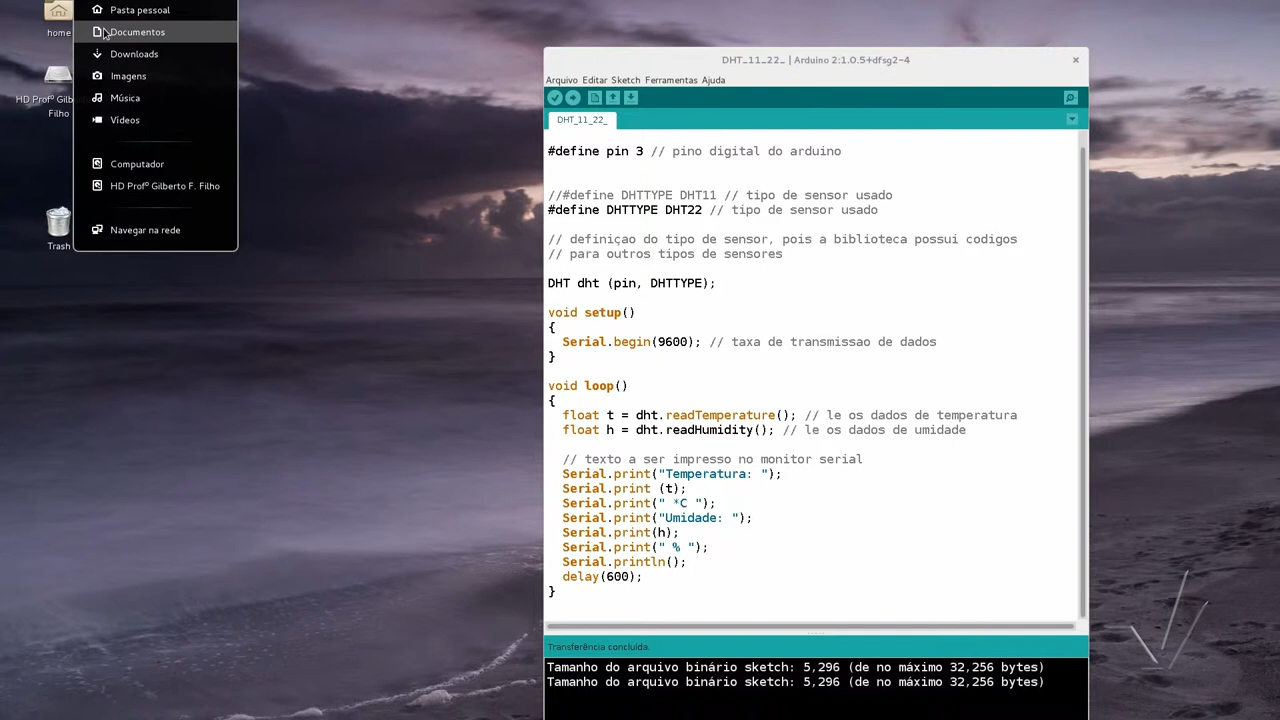 home
HD Profº Gilb
Filho
Trash
Pasta pessoal
Documentos
Downloads
Imagens
Música
Vídeos
Computador
HD Profº Gilberto F. Filho
Navegar na rede
DHT_11_22_ | Arduino 2:1.0.5+dfsg2-4
Arquivo Editar Sketch Ferramentas Ajuda
DHT_11_22_
#define pin 3 // pino digital do arduino
//#define DHTTYPE DHT11 // tipo de sensor usado
#define DHTTYPE DHT22 // tipo de sensor usado
// definiçao do tipo de sensor, pois a biblioteca possui codigos
// para outros tipos de sensores
DHT dht (pin, DHTTYPE);
void setup()
{
Serial.begin(9600); // taxa de transmissao de dados
}
void loop()
{
float t = dht.readTemperature(); // le os dados de temperatura
float h = dht.readHumidity(); // le os dados de umidade
// texto a ser impresso no monitor serial
Serial.print("Temperatura: ");
Serial.print (t);
Serial.print(" *C ");
Serial.print("Umidade: ");
Serial.print(h);
Serial.print(" % ");
Serial.println();
delay(600);
}
Transferência concluída.
Tamanho do arquivo binário sketch: 5,296 (de no máximo 32,256 bytes)
Tamanho do arquivo binário sketch: 5,296 (de no máximo 32,256 bytes)